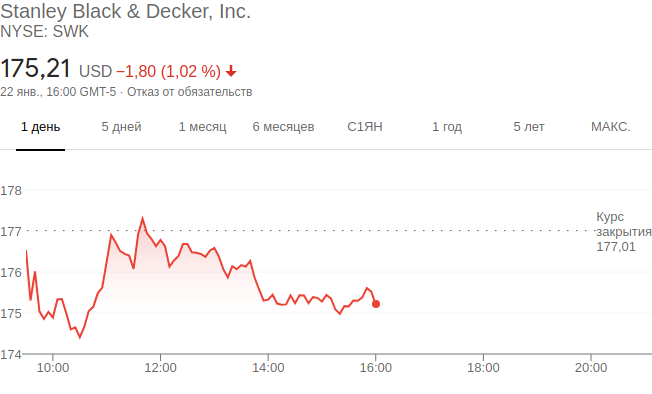 Stanley Black & Decker, Inc.
NYSE: SWK
175,21 USD −1,80 (1,02 %)
22 янв., 16:00 GMT-5 · Отказ от обязательств
1 день 5 дней 1 месяц 6 месяцев С1ЯН 1 год 5 лет МАКС.
178
177
176
175
174
Курс
закрытия
177,01
10:00 12:00 14:00 16:00 18:00 20:00